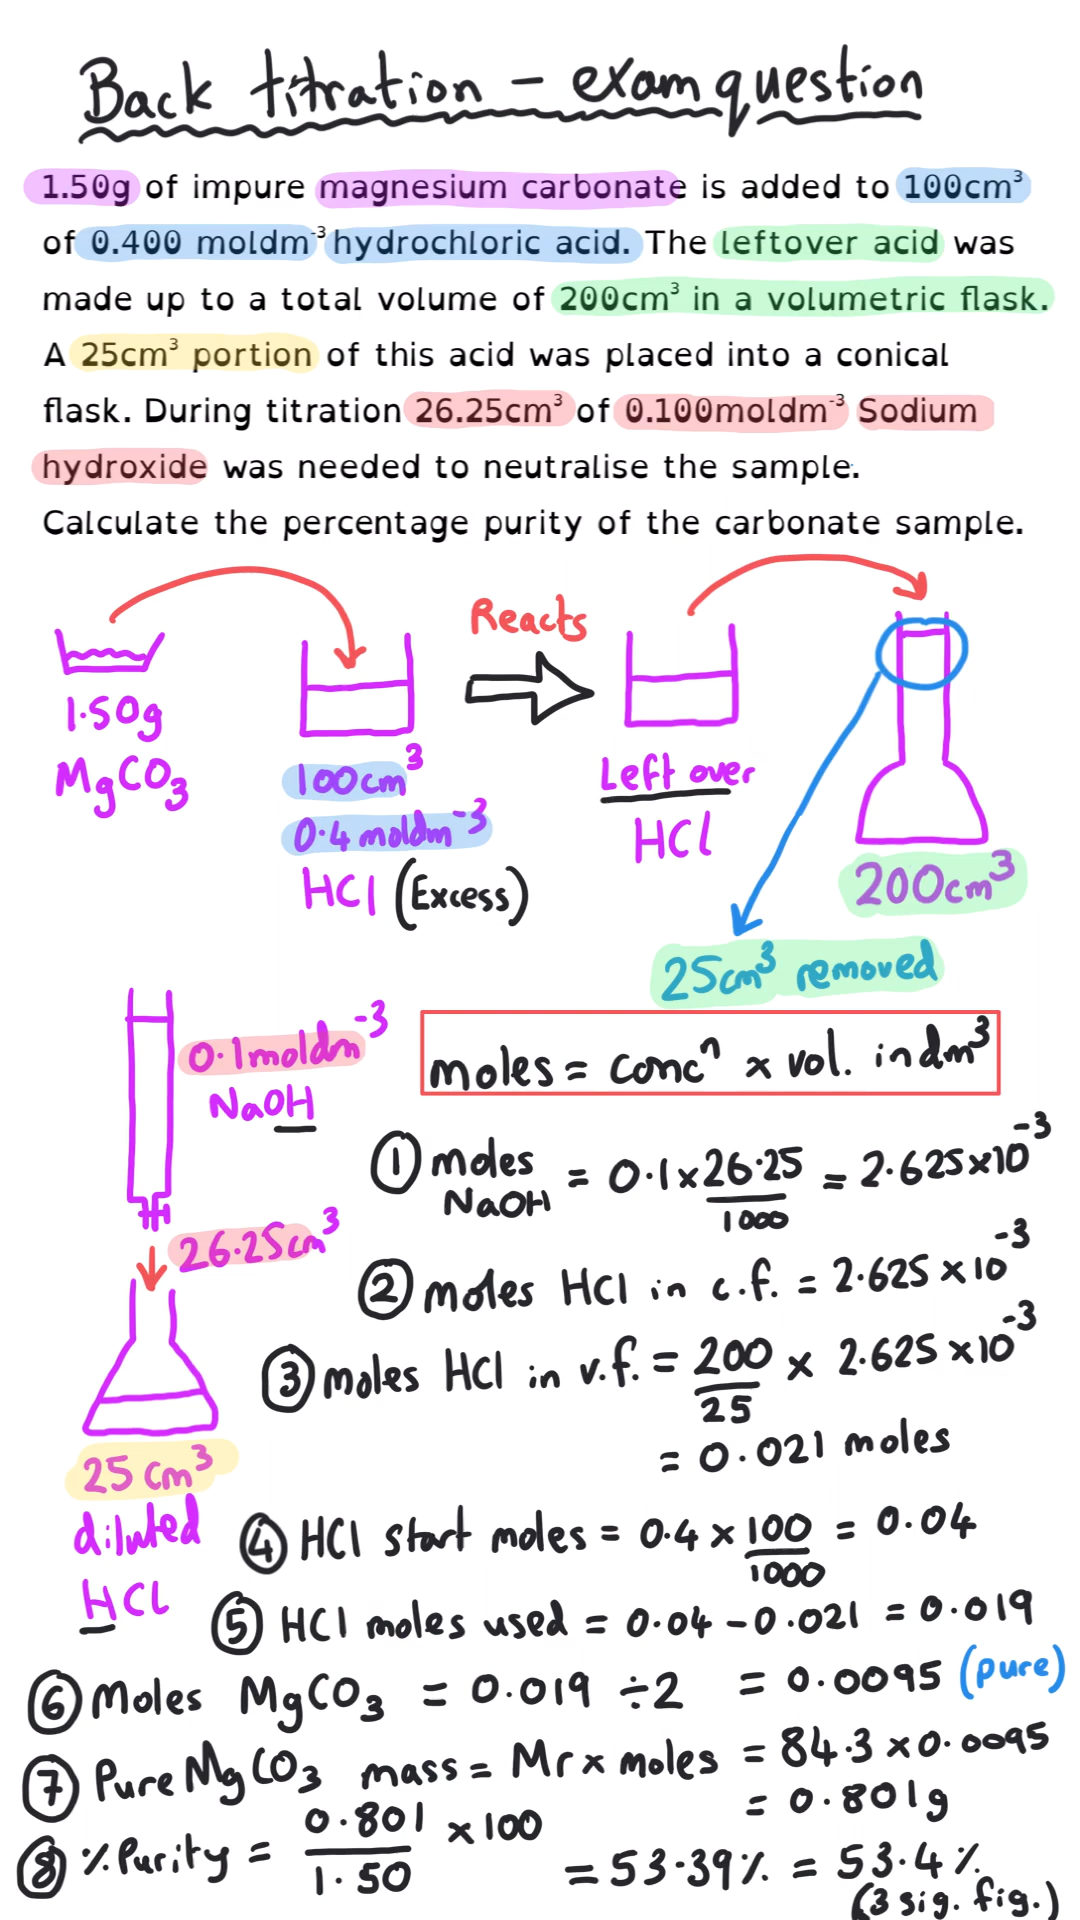 Back titration - exam question
1.50g of impure magnesium carbonate is added to 100cm³
of 0.400 moldm⁻³ hydrochloric acid. The leftover acid was
made up to a total volume of 200cm³ in a volumetric flask.
A 25cm³ portion of this acid was placed into a conical
flask. During titration 26.25cm³ of 0.100moldm⁻³ Sodium
hydroxide was needed to neutralise the sample.
Calculate the percentage purity of the carbonate sample.
Reacts
1.50g
MgCO₃
100cm³
0.4 moldm⁻³
HCl (Excess)
Left over
HCl
200cm³
25cm³ removed
0.1moldm⁻³
NaOH
26.25cm³
25 cm³
diluted
HCl
moles = concⁿ x vol. in dm³
① moles NaOH = 0.1 x 26.25/1000 = 2.625x10⁻³
② moles HCl in c.f. = 2.625 x 10⁻³
③ moles HCl in v.f. = 200/25 x 2.625 x10⁻³
= 0.021 moles
④ HCl start moles = 0.4 x 100/1000 = 0.04
⑤ HCl moles used = 0.04 - 0.021 = 0.019
⑥ Moles MgCO₃ = 0.019 ÷2 = 0.0095 (pure)
⑦ Pure MgCO₃ mass = Mr x moles = 84.3 x 0.0095
= 0.801g
⑧ % Purity = 0.801/1.50 x 100
= 53.39% = 53.4%
(3 sig. fig.)